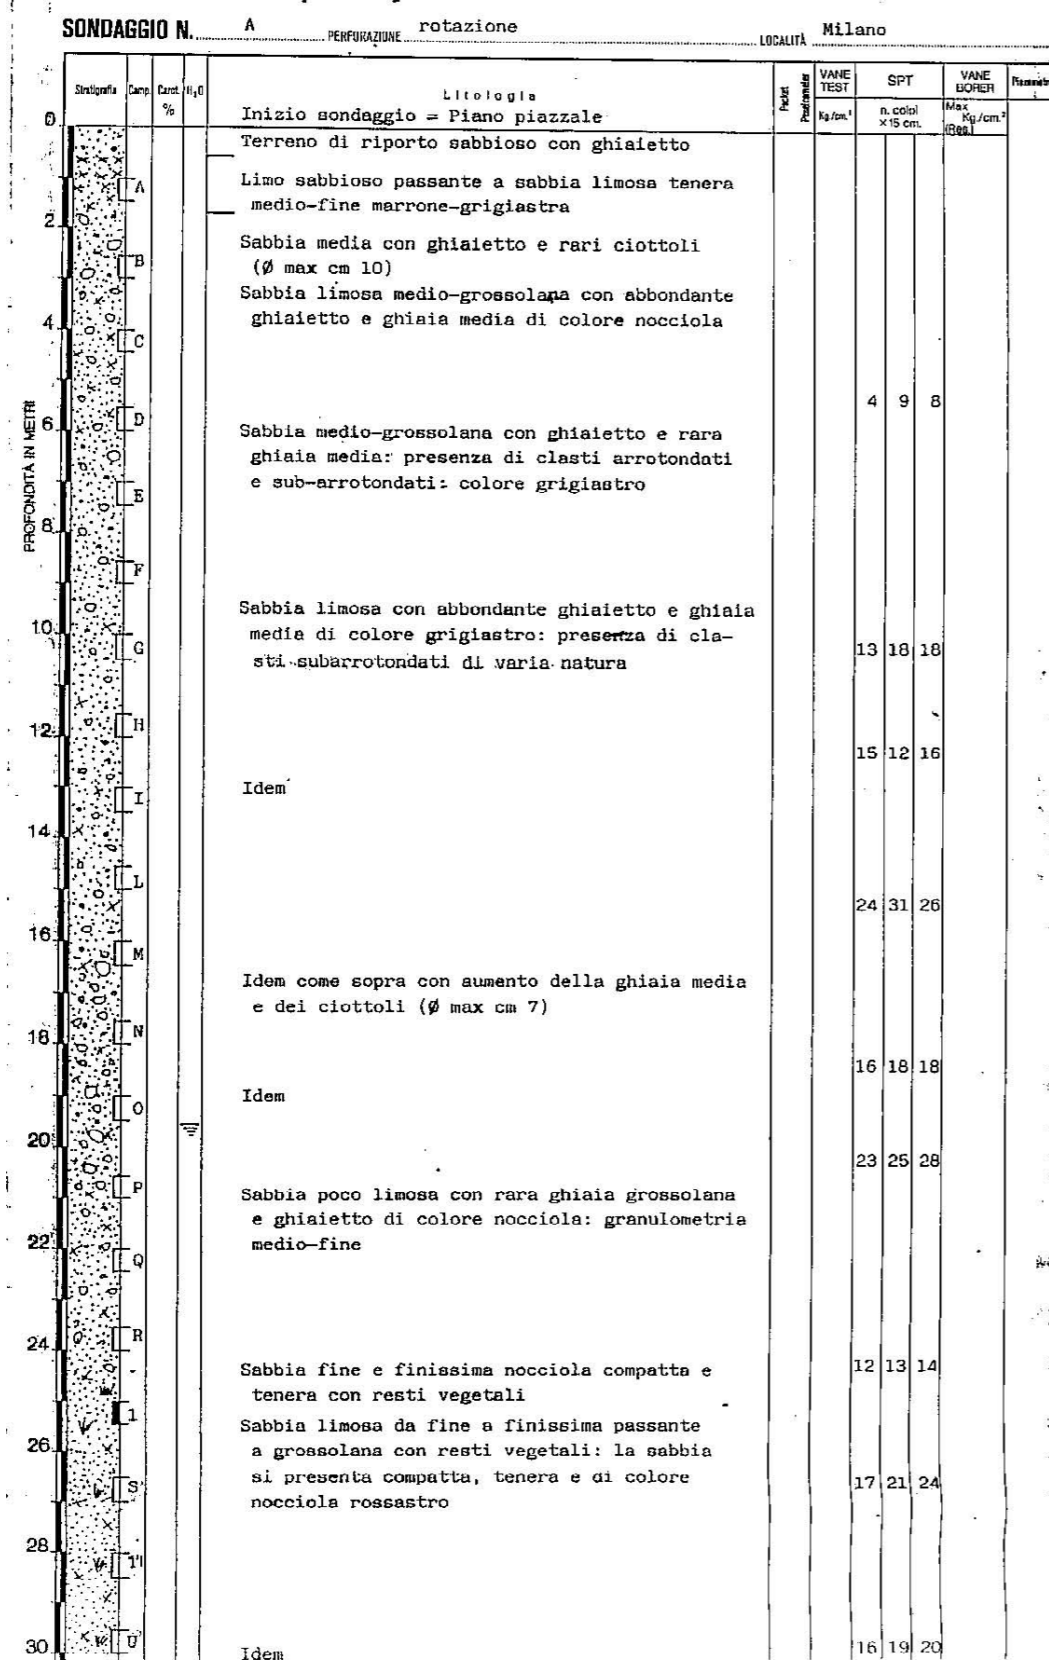 SONDAGGIO N. A PERFORAZIONE rotazione LOCALITÀ Milano
Stratigrafia Camp. Carot. % H₂O Litologia Pocket Penetrometer VANE TEST Kg./cm.² SPT n. colpi ×15 cm. VANE BORER Max Kg./cm.² (Res.)
0 Inizio sondaggio = Piano piazzale
Terreno di riporto sabbioso con ghiaietto
A Limo sabbioso passante a sabbia limosa tenera
2 medio-fine marrone-grigiastra
Sabbia media con ghiaietto e rari ciottoli
B (Ø max cm 10)
Sabbia limosa medio-grossolana con abbondante
4 ghiaietto e ghiaia media di colore nocciola
C
4 9 8
D
6 Sabbia medio-grossolana con ghiaietto e rara
ghiaia media: presenza di clasti arrotondati
e sub-arrotondati: colore grigiastro
E
PROFONDITÀ IN METRI
8
F
Sabbia limosa con abbondante ghiaietto e ghiaia
10 media di colore grigiastro: presenza di cla-
G 13 18 18
sti subarrotondati di varia natura
H
12
15 12 16
Idem
I
14
L
24 31 26
16
M
Idem come sopra con aumento della ghiaia media
e dei ciottoli (Ø max cm 7)
N
18
16 18 18
Idem
O
20
23 25 28
P
Sabbia poco limosa con rara ghiaia grossolana
e ghiaietto di colore nocciola: granulometria
22 medio-fine
Q
R
24
Sabbia fine e finissima nocciola compatta e 12 13 14
tenera con resti vegetali
1
Sabbia limosa da fine a finissima passante
26 a grossolana con resti vegetali: la sabbia
si presenta compatta, tenera e di colore
S 17 21 24
nocciola rossastro
28
T
U
30 Idem 16 19 20